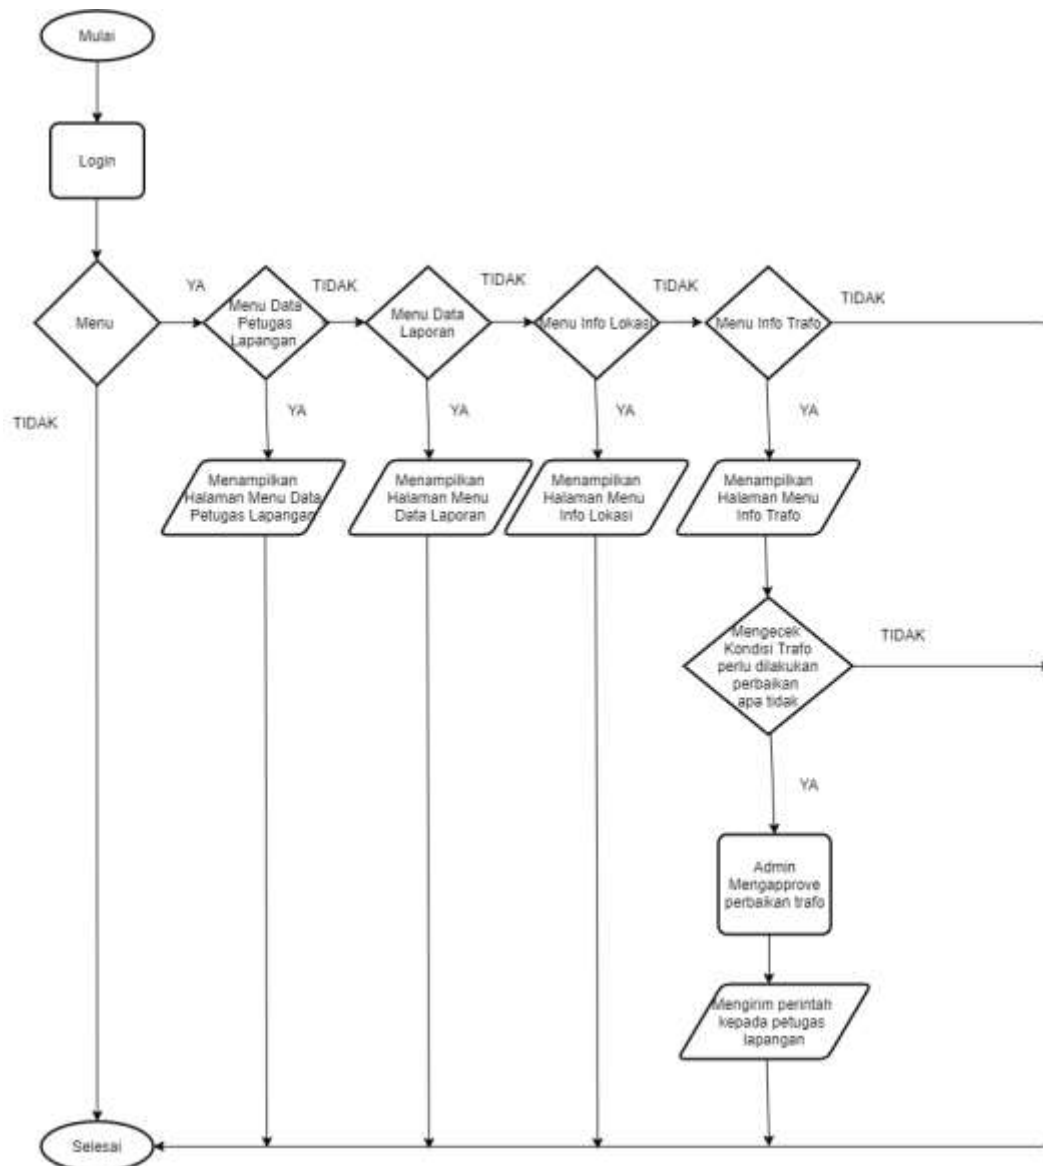 Mulai
Login
Menu
YA
Menu Data
Petugas
Lapangan
TIDAK
Menu Data
Laporan
TIDAK
Menu Info Lokasi
TIDAK
Menu Info Trafo
TIDAK
TIDAK
YA
YA
YA
YA
Menampilkan
Halaman Menu Data
Petugas Lapangan
Menampilkan
Halaman Menu
Data Laporan
Menampilkan
Halaman Menu
Info Lokasi
Menampilkan
Halaman Menu
Info Trafo
Mengecek
Kondisi Trafo
perlu dilakukan
perbaikan
apa tidak
TIDAK
YA
Admin
Mengapprove
perbaikan trafo
Mengirim perintah
kepada petugas
lapangan
Selesai